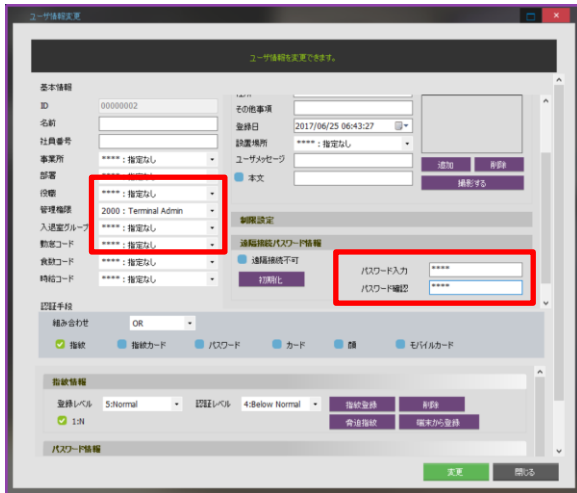 ユーザ情報変更
ユーザ情報を変更できます。
基本情報
ID 00000002
名前
社員番号
事業所 **** : 指定なし
部署 **** : 指定なし
役職 **** : 指定なし
管理権限 2000 : Terminal Admin
入退室グループ **** : 指定なし
勤怠コード **** : 指定なし
食数コード **** : 指定なし
時給コード **** : 指定なし
その他事項
登録日 2017/06/25 06:43:27
設置場所 **** : 指定なし
ユーザメッセージ
本文
追加 削除
撮影する
制限設定
遠隔接続パスワード情報
遠隔接続不可
初期化
パスワード入力 ****
パスワード確認 ****
認証手段
組み合わせ OR
指紋 指紋カード パスワード カード 顔 モバイルカード
指紋情報
登録レベル 5:Normal 認証レベル 4:Below Normal 指紋登録 削除
1:N 脅迫指紋 端末から登録
パスワード情報
変更 閉じる